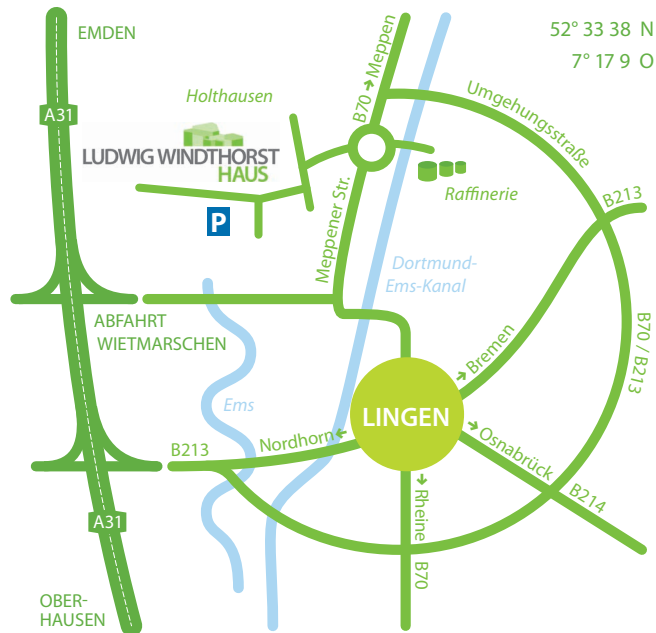 EMDEN
52° 33 38 N
7° 17 9 O
A31
Holthausen
B70 → Meppen
Umgehungsstraße
LUDWIG WINDTHORST
HAUS
Raffinerie
B213
P
Meppener Str.
Dortmund-
Ems-Kanal
ABFAHRT
WIETMARSCHEN
B70 / B213
→ Bremen
Ems
LINGEN
B213
Nordhorn ←
→ Osnabrück
B214
→ Rheine
B70
A31
OBER-
HAUSEN